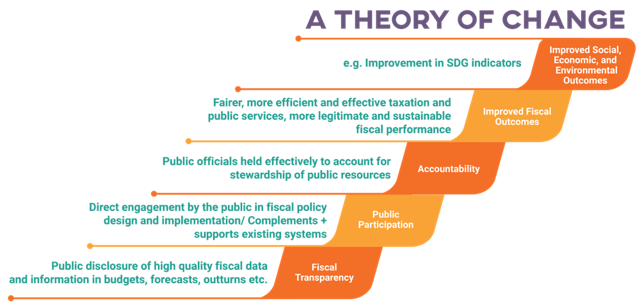 A THEORY OF CHANGE
e.g. Improvement in SDG indicators
Improved Social,
Economic, and
Environmental
Outcomes
Fairer, more efficient and effective taxation and
public services, more legitimate and sustainable
fiscal performance
Improved Fiscal
Outcomes
Public officials held effectively to account for
stewardship of public resources
Accountability
Direct engagement by the public in fiscal policy
design and implementation/ Complements +
supports existing systems
Public
Participation
Public disclosure of high quality fiscal data
and information in budgets, forecasts, outturns etc.
Fiscal
Transparency